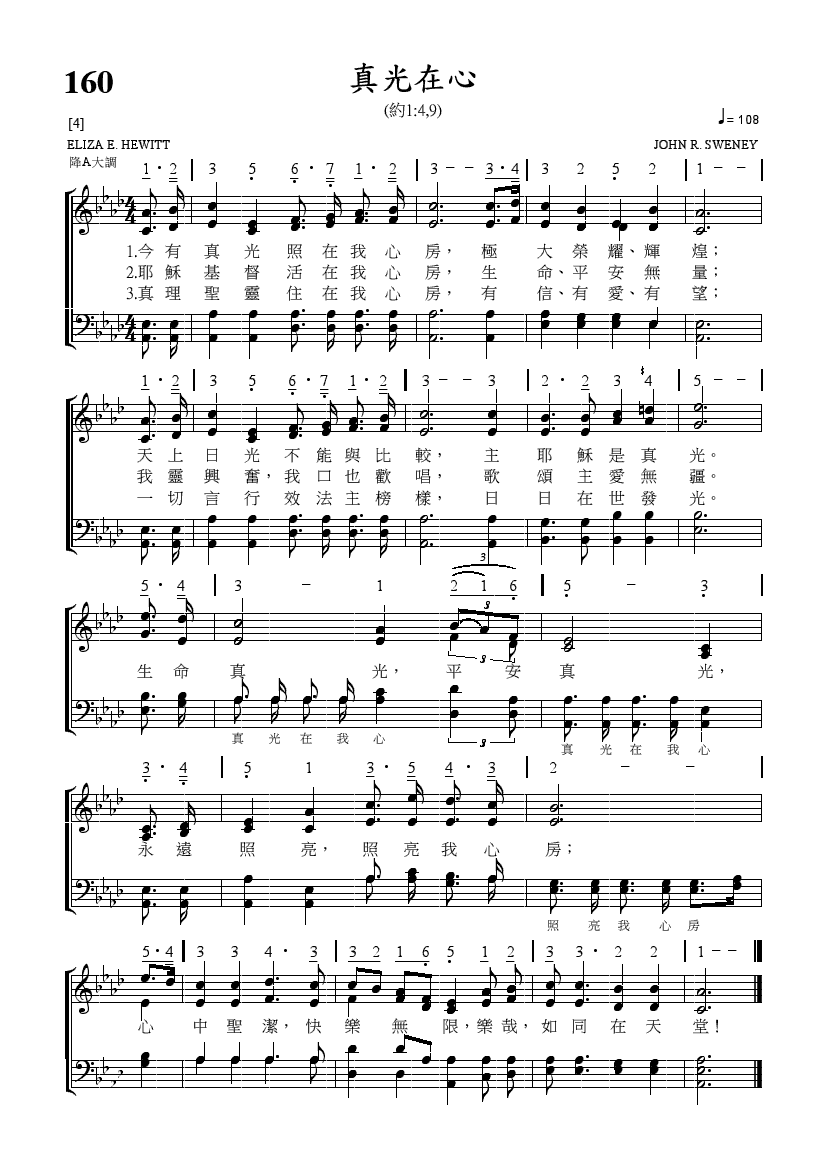 160
真光在心
(約1:4,9)
[4]
♩= 108
ELIZA E. HEWITT
JOHN R. SWENEY
降A大調
1 · 2 | 3 5 6 · 7 1 · 2 | 3 – – 3 · 4 | 3 2 5 2 | 1 – – |
4 4
1.今有真光照在我心房，極大榮耀、輝煌；
2.耶穌基督活在我心房，生命、平安無量；
3.真理聖靈住在我心房，有信、有愛、有望；
4 4
1 · 2 | 3 5 6 · 7 1 · 2 | 3 – – 3 | 2 · 2 3 4 | 5 – – |
天上日光不能與比較，主耶穌是真光。
我靈興奮，我口也歡唱，歌頌主愛無疆。
一切言行效法主榜樣，日日在世發光。
3
5 · 4 | 3 – 1 2 1 6 | 5 – 3 |
3
生命真光，平安真光，
真光在我心
3
真光在我心
3 · 4 | 5 1 3 · 5 4 · 3 | 2 – – |
永遠照亮，照亮我心房；
照亮我心房
5 · 4 | 3 3 4 · 3 | 3 2 1 6 5 1 2 | 3 3 2 2 | 1 – –
心中聖潔，快樂無限，樂哉，如同在天堂！